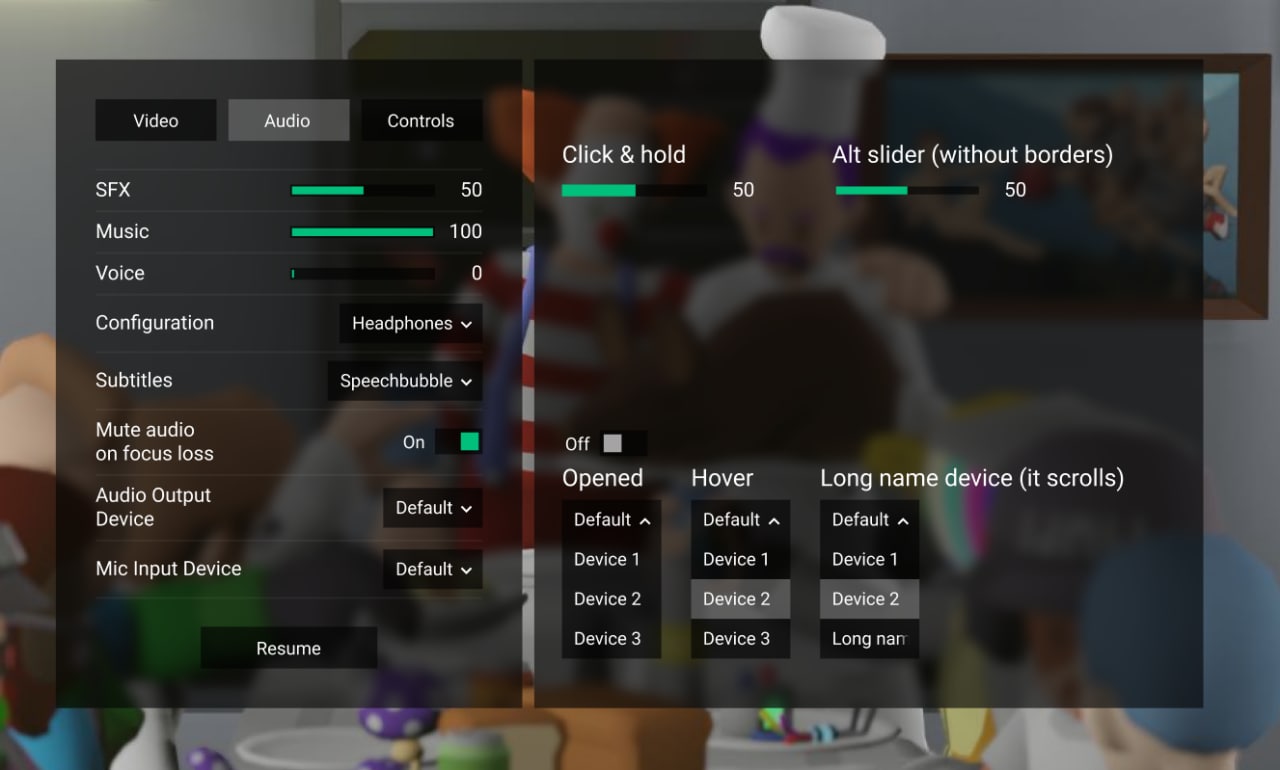 Video
Audio
Controls
SFX
50
Music
100
Voice
0
Configuration
Headphones
Subtitles
Speechbubble
Mute audio
on focus loss
On
Audio Output
Device
Default
Mic Input Device
Default
Resume
Click & hold
50
Alt slider (without borders)
50
Off
Opened
Default
Device 1
Device 2
Device 3
Hover
Default
Device 1
Device 2
Device 3
Long name device (it scrolls)
Default
Device 1
Device 2
Long nam